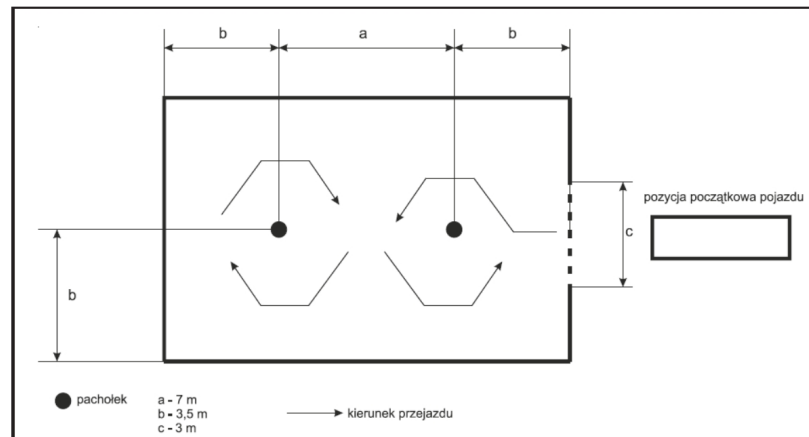 b a b
pozycja początkowa pojazdu
c
b
pachołek a - 7 m
b - 3,5 m kierunek przejazdu
c - 3 m